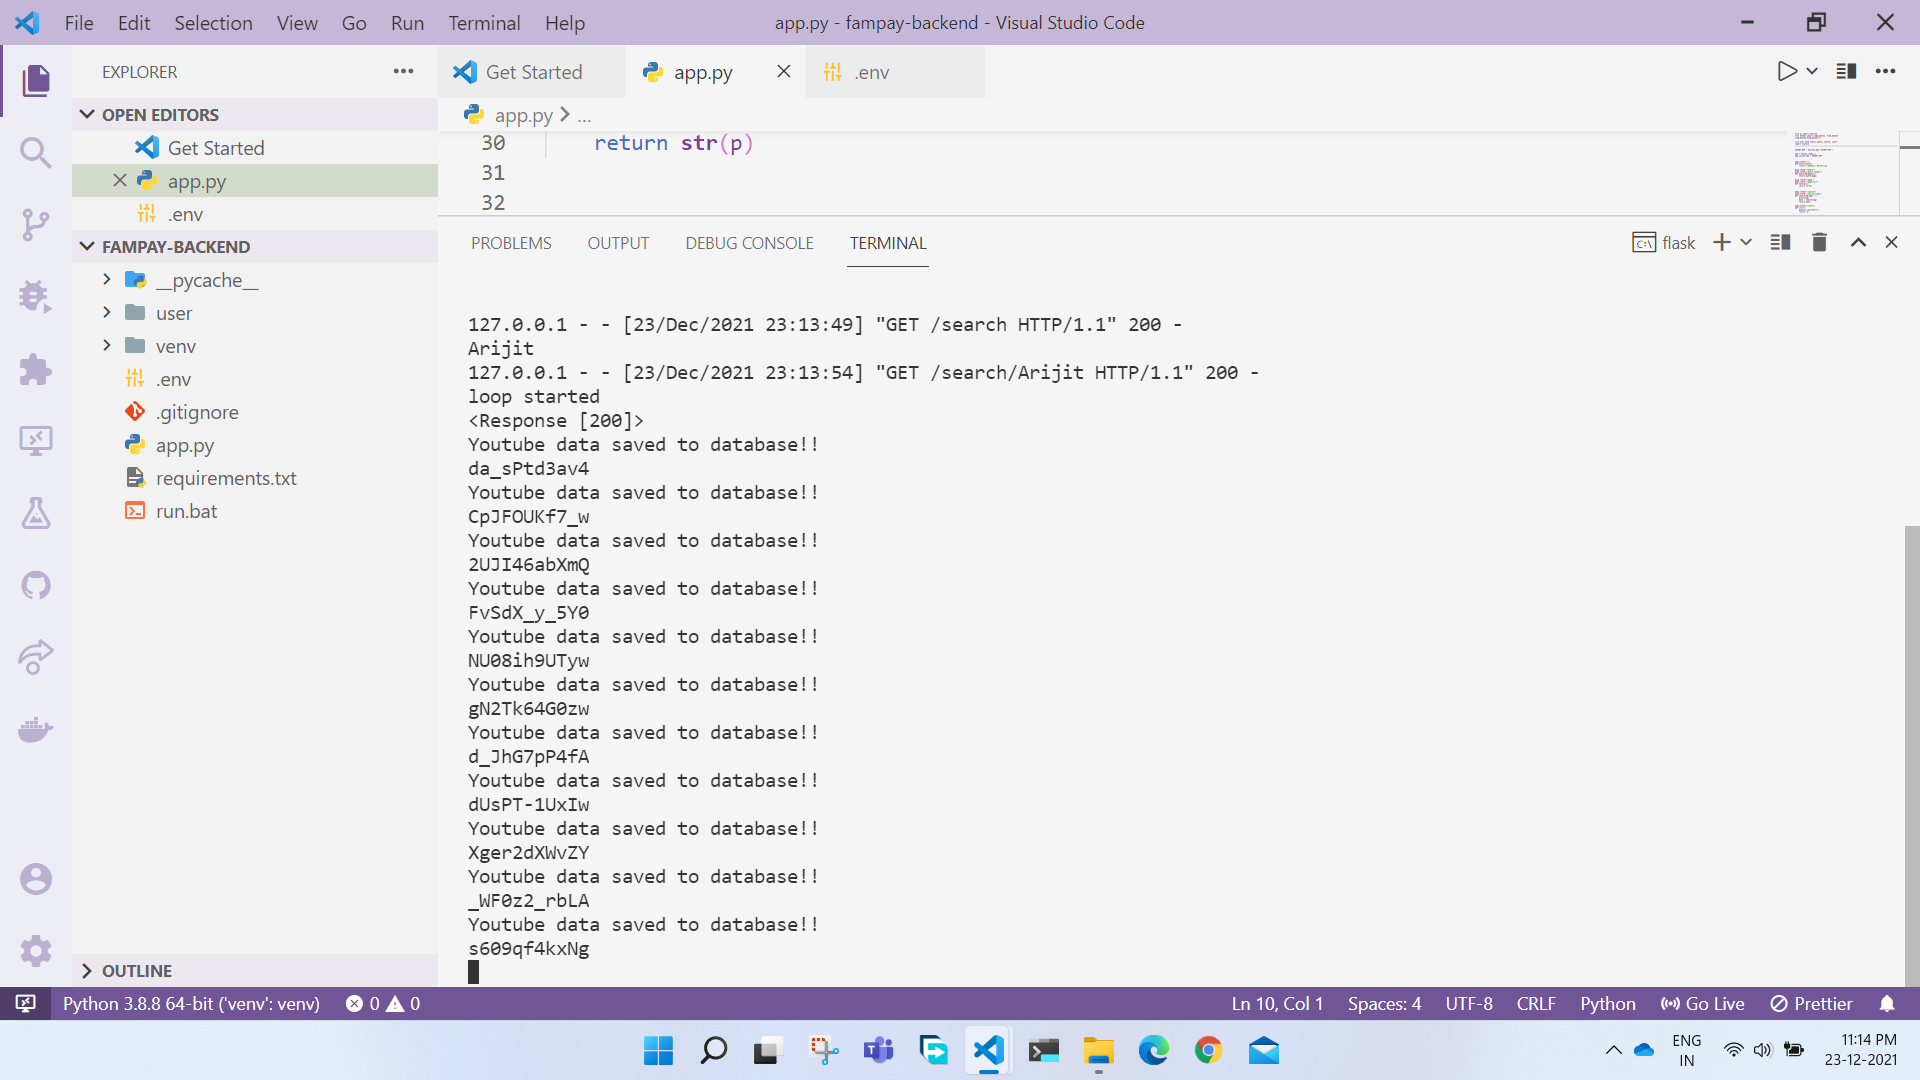 File Edit Selection View Go Run Terminal Help
app.py - fampay-backend - Visual Studio Code
EXPLORER
Get Started
app.py
.env
OPEN EDITORS
Get Started
app.py
.env
FAMPAY-BACKEND
__pycache__
user
venv
.env
.gitignore
app.py
requirements.txt
run.bat
OUTLINE
app.py > ...
30 return str(p)
31
32
PROBLEMS OUTPUT DEBUG CONSOLE TERMINAL
flask
127.0.0.1 - - [23/Dec/2021 23:13:49] "GET /search HTTP/1.1" 200 -
Arijit
127.0.0.1 - - [23/Dec/2021 23:13:54] "GET /search/Arijit HTTP/1.1" 200 -
loop started
<Response [200]>
Youtube data saved to database!!
da_sPtd3av4
Youtube data saved to database!!
CpJFOUKf7_w
Youtube data saved to database!!
2UJI46abXmQ
Youtube data saved to database!!
FvSdX_y_5Y0
Youtube data saved to database!!
NU08ih9UTyw
Youtube data saved to database!!
gN2Tk64G0zw
Youtube data saved to database!!
d_JhG7pP4fA
Youtube data saved to database!!
dUsPT-1UxIw
Youtube data saved to database!!
Xger2dXWvZY
Youtube data saved to database!!
_WF0z2_rbLA
Youtube data saved to database!!
s609qf4kxNg
Python 3.8.8 64-bit ('venv': venv) 0 0
Ln 10, Col 1 Spaces: 4 UTF-8 CRLF Python Go Live Prettier
ENG
IN
11:14 PM
23-12-2021